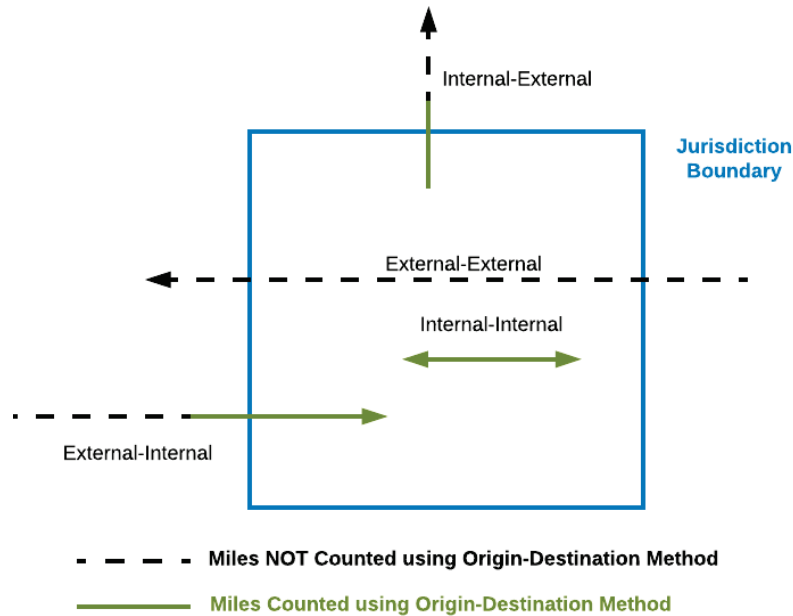 Internal-External
Jurisdiction
Boundary
External-External
Internal-Internal
External-Internal
Miles NOT Counted using Origin-Destination Method
Miles Counted using Origin-Destination Method